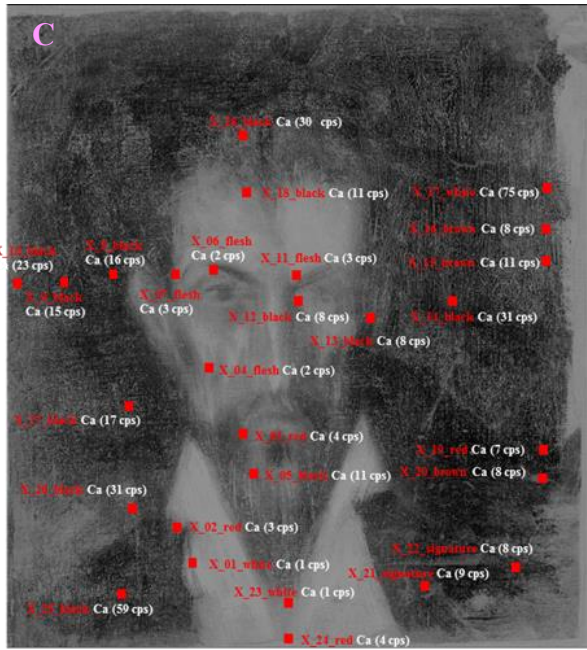 C
Ca (30 cps)
X_18_black Ca (11 cps)
X_17_white Ca (75 cps)
X_16_brown Ca (8 cps)
X_15_brown Ca (11 cps)
X_06_flesh
Ca (2 cps)
X_11_flesh Ca (3 cps)
Ca (16 cps)
(23 cps)
Ca (15 cps)
X_07_flesh
Ca (3 cps)
X_12_black Ca (8 cps)
X_14_black Ca (31 cps)
X_13_black Ca (8 cps)
X_04_flesh Ca (2 cps)
Ca (17 cps)
X_03_red Ca (4 cps)
X_19_red Ca (7 cps)
X_05_black Ca (11 cps)
X_20_brown Ca (8 cps)
Ca (31 cps)
X_02_red Ca (3 cps)
X_22_signature Ca (8 cps)
X_01_white Ca (1 cps)
X_21_signature Ca (9 cps)
X_23_white Ca (1 cps)
Ca (59 cps)
X_24_red Ca (4 cps)